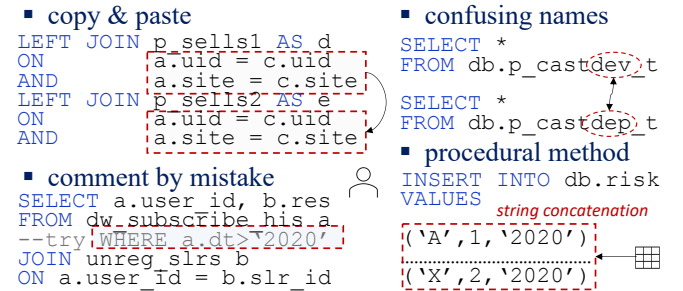 ▪ copy & paste
LEFT JOIN p_sells1 AS d
ON a.uid = c.uid
AND a.site = c.site
LEFT JOIN p_sells2 AS e
ON a.uid = c.uid
AND a.site = c.site
▪ comment by mistake
SELECT a.user_id, b.res
FROM dw_subscribe_his a
--try WHERE a.dt>‘2020’
JOIN unreg_slrs b
ON a.user_id = b.slr_id
▪ confusing names
SELECT *
FROM db.p_castdev_t
SELECT *
FROM db.p_castdep_t
▪ procedural method
INSERT INTO db.risk
VALUES
string concatenation
(‘A’,1,‘2020’)
(‘X’,2,‘2020’)